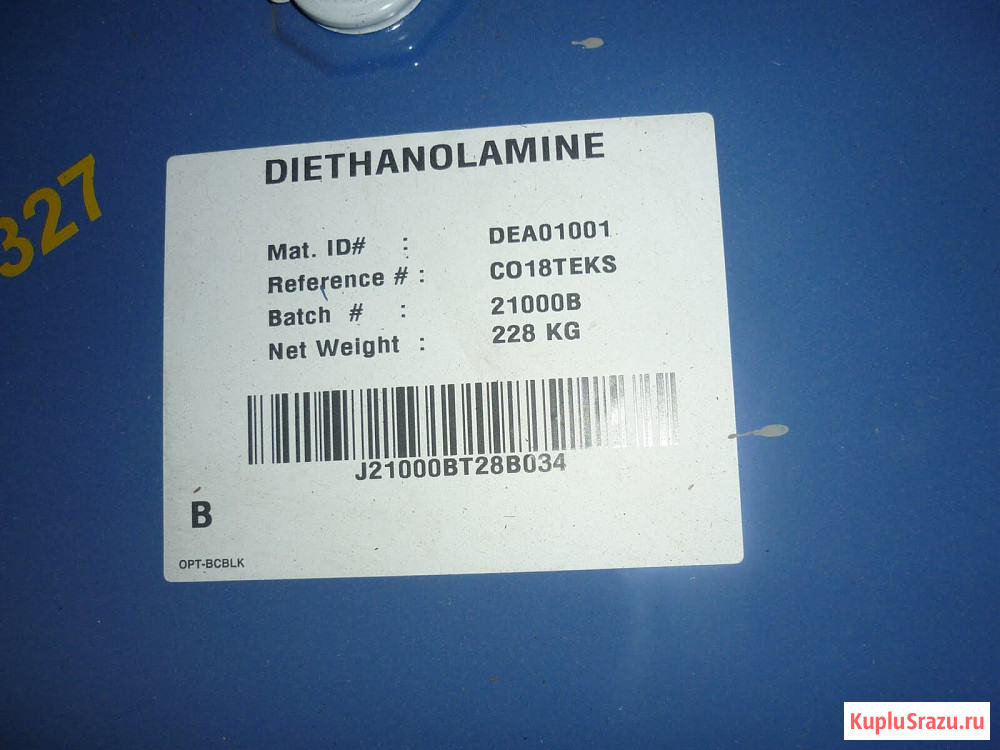 327
DIETHANOLAMINE
Mat. ID# : DEA01001
Reference # : CO18TEKS
Batch # : 21000B
Net Weight : 228 KG
J21000BT28B034
B
OPT-BCBLK
KupluSrazu.ru